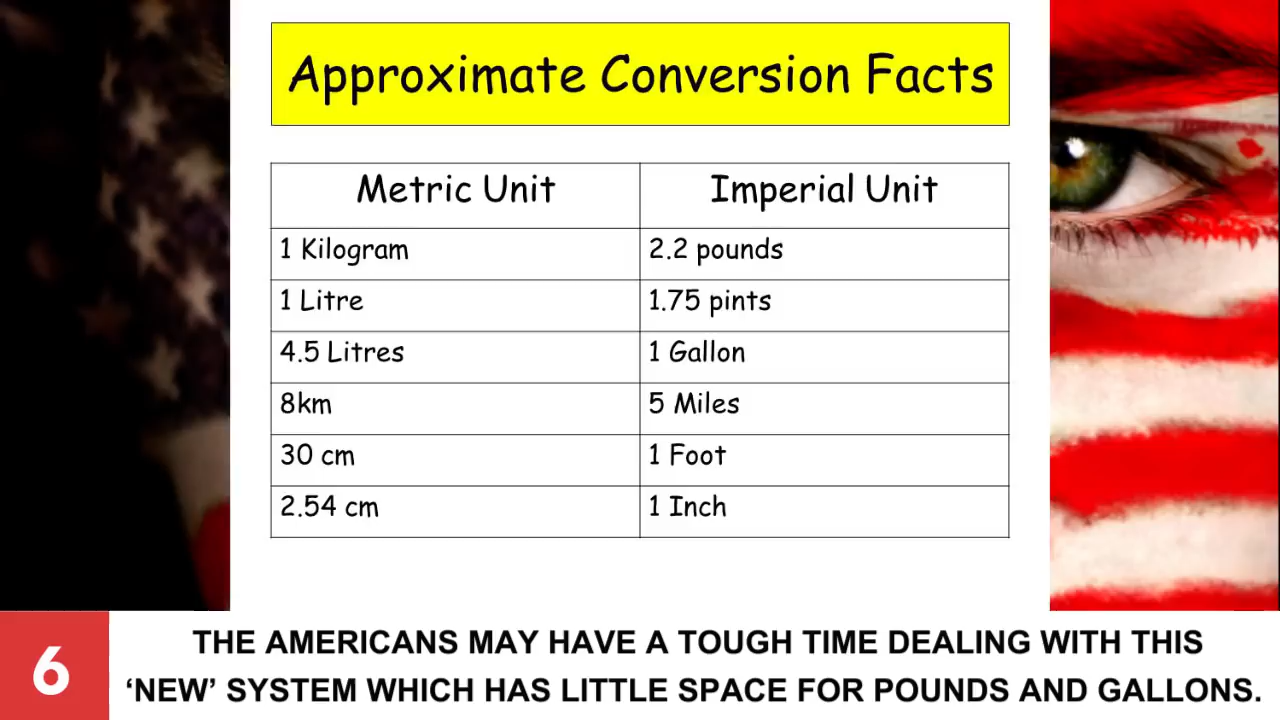 Approximate Conversion Facts
Metric Unit Imperial Unit
1 Kilogram 2.2 pounds
1 Litre 1.75 pints
4.5 Litres 1 Gallon
8km 5 Miles
30 cm 1 Foot
2.54 cm 1 Inch
6
THE AMERICANS MAY HAVE A TOUGH TIME DEALING WITH THIS
‘NEW’ SYSTEM WHICH HAS LITTLE SPACE FOR POUNDS AND GALLONS.